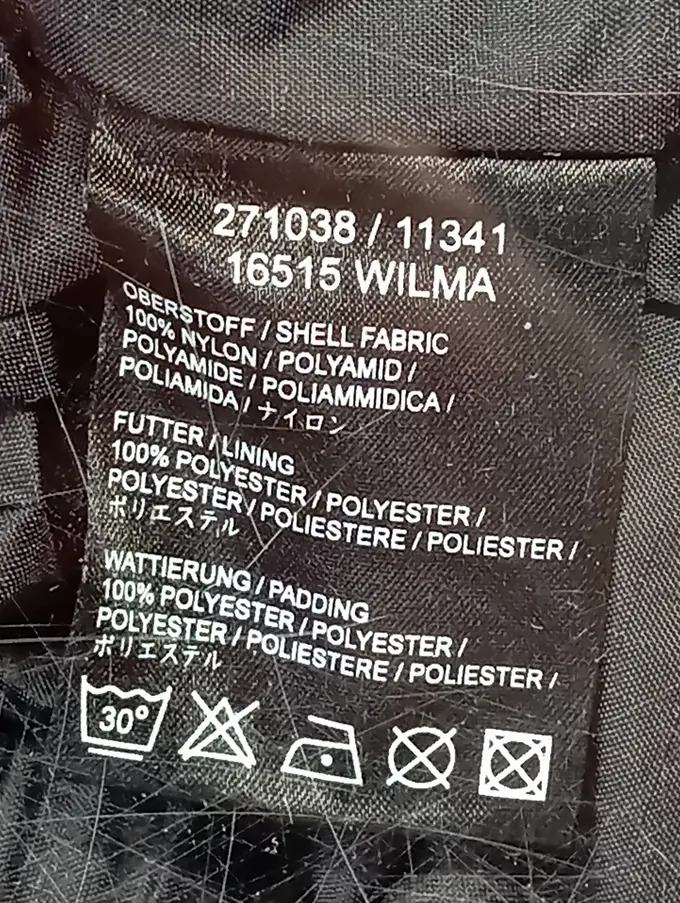 271038 / 11341
16515 WILMA
OBERSTOFF / SHELL FABRIC
100% NYLON / POLYAMID /
POLYAMIDE / POLIAMMIDICA /
POLIAMIDA / ナイロン
FUTTER / LINING
100% POLYESTER / POLYESTER /
POLYESTER / POLIESTERE / POLIESTER /
ポリエステル
WATTIERUNG / PADDING
100% POLYESTER / POLYESTER /
POLYESTER / POLIESTERE / POLIESTER /
ポリエステル
30°